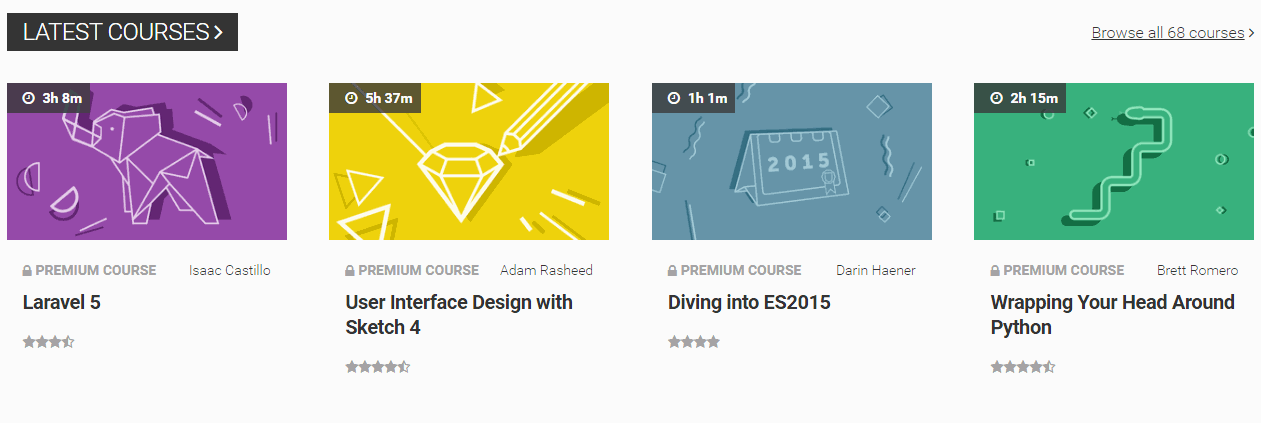 LATEST COURSES
Browse all 68 courses
3h 8m
5h 37m
1h 1m
2h 15m
2015
PREMIUM COURSE Isaac Castillo
Laravel 5
PREMIUM COURSE Adam Rasheed
User Interface Design with
Sketch 4
PREMIUM COURSE Darin Haener
Diving into ES2015
PREMIUM COURSE Brett Romero
Wrapping Your Head Around
Python